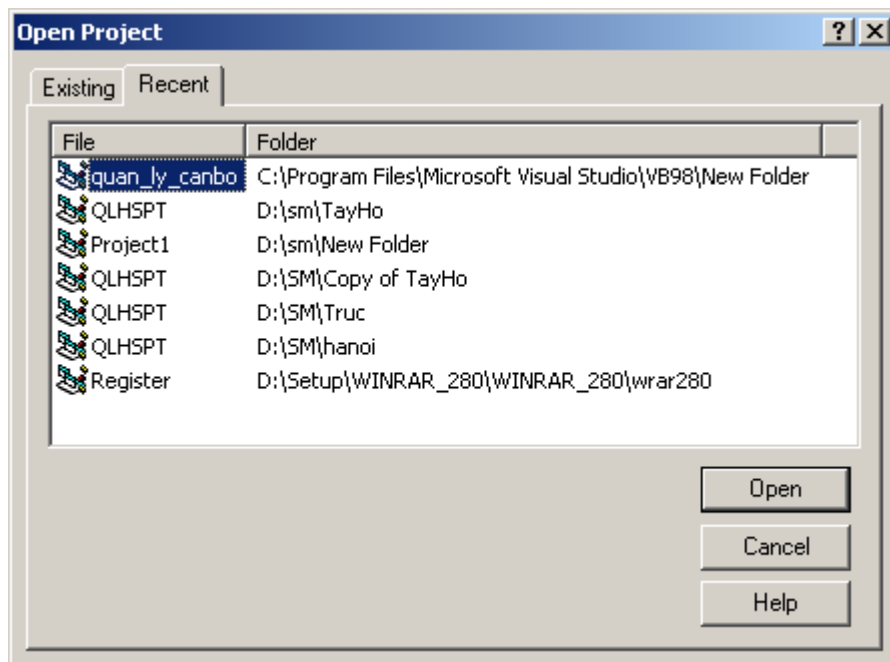 Open Project
Existing Recent
File Folder
quan_ly_canbo C:\Program Files\Microsoft Visual Studio\VB98\New Folder
QLHSPT D:\sm\TayHo
Project1 D:\sm\New Folder
QLHSPT D:\SM\Copy of TayHo
QLHSPT D:\SM\Truc
QLHSPT D:\SM\hanoi
Register D:\Setup\WINRAR_280\WINRAR_280\wrar280
Open
Cancel
Help